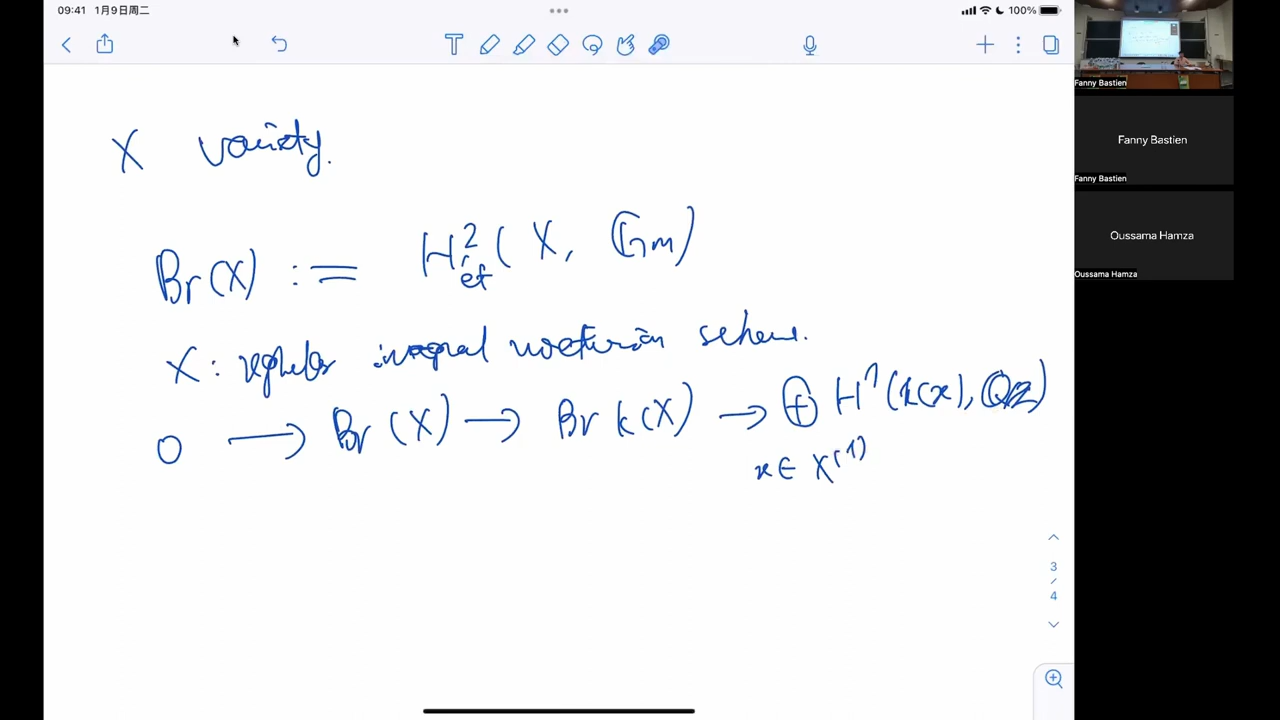 09:41 1月9日周二
100%
X variety.
Br(X) := H²ét(X, 𝔾m)
X: regular integral noetherian scheme.
0 → Br(X) → Br k(X) → ⊕ H¹(k(x), ℚ/ℤ)
x ∈ X⁽¹⁾
3
/
4
Fanny Bastien
Fanny Bastien
Fanny Bastien
Oussama Hamza
Oussama Hamza